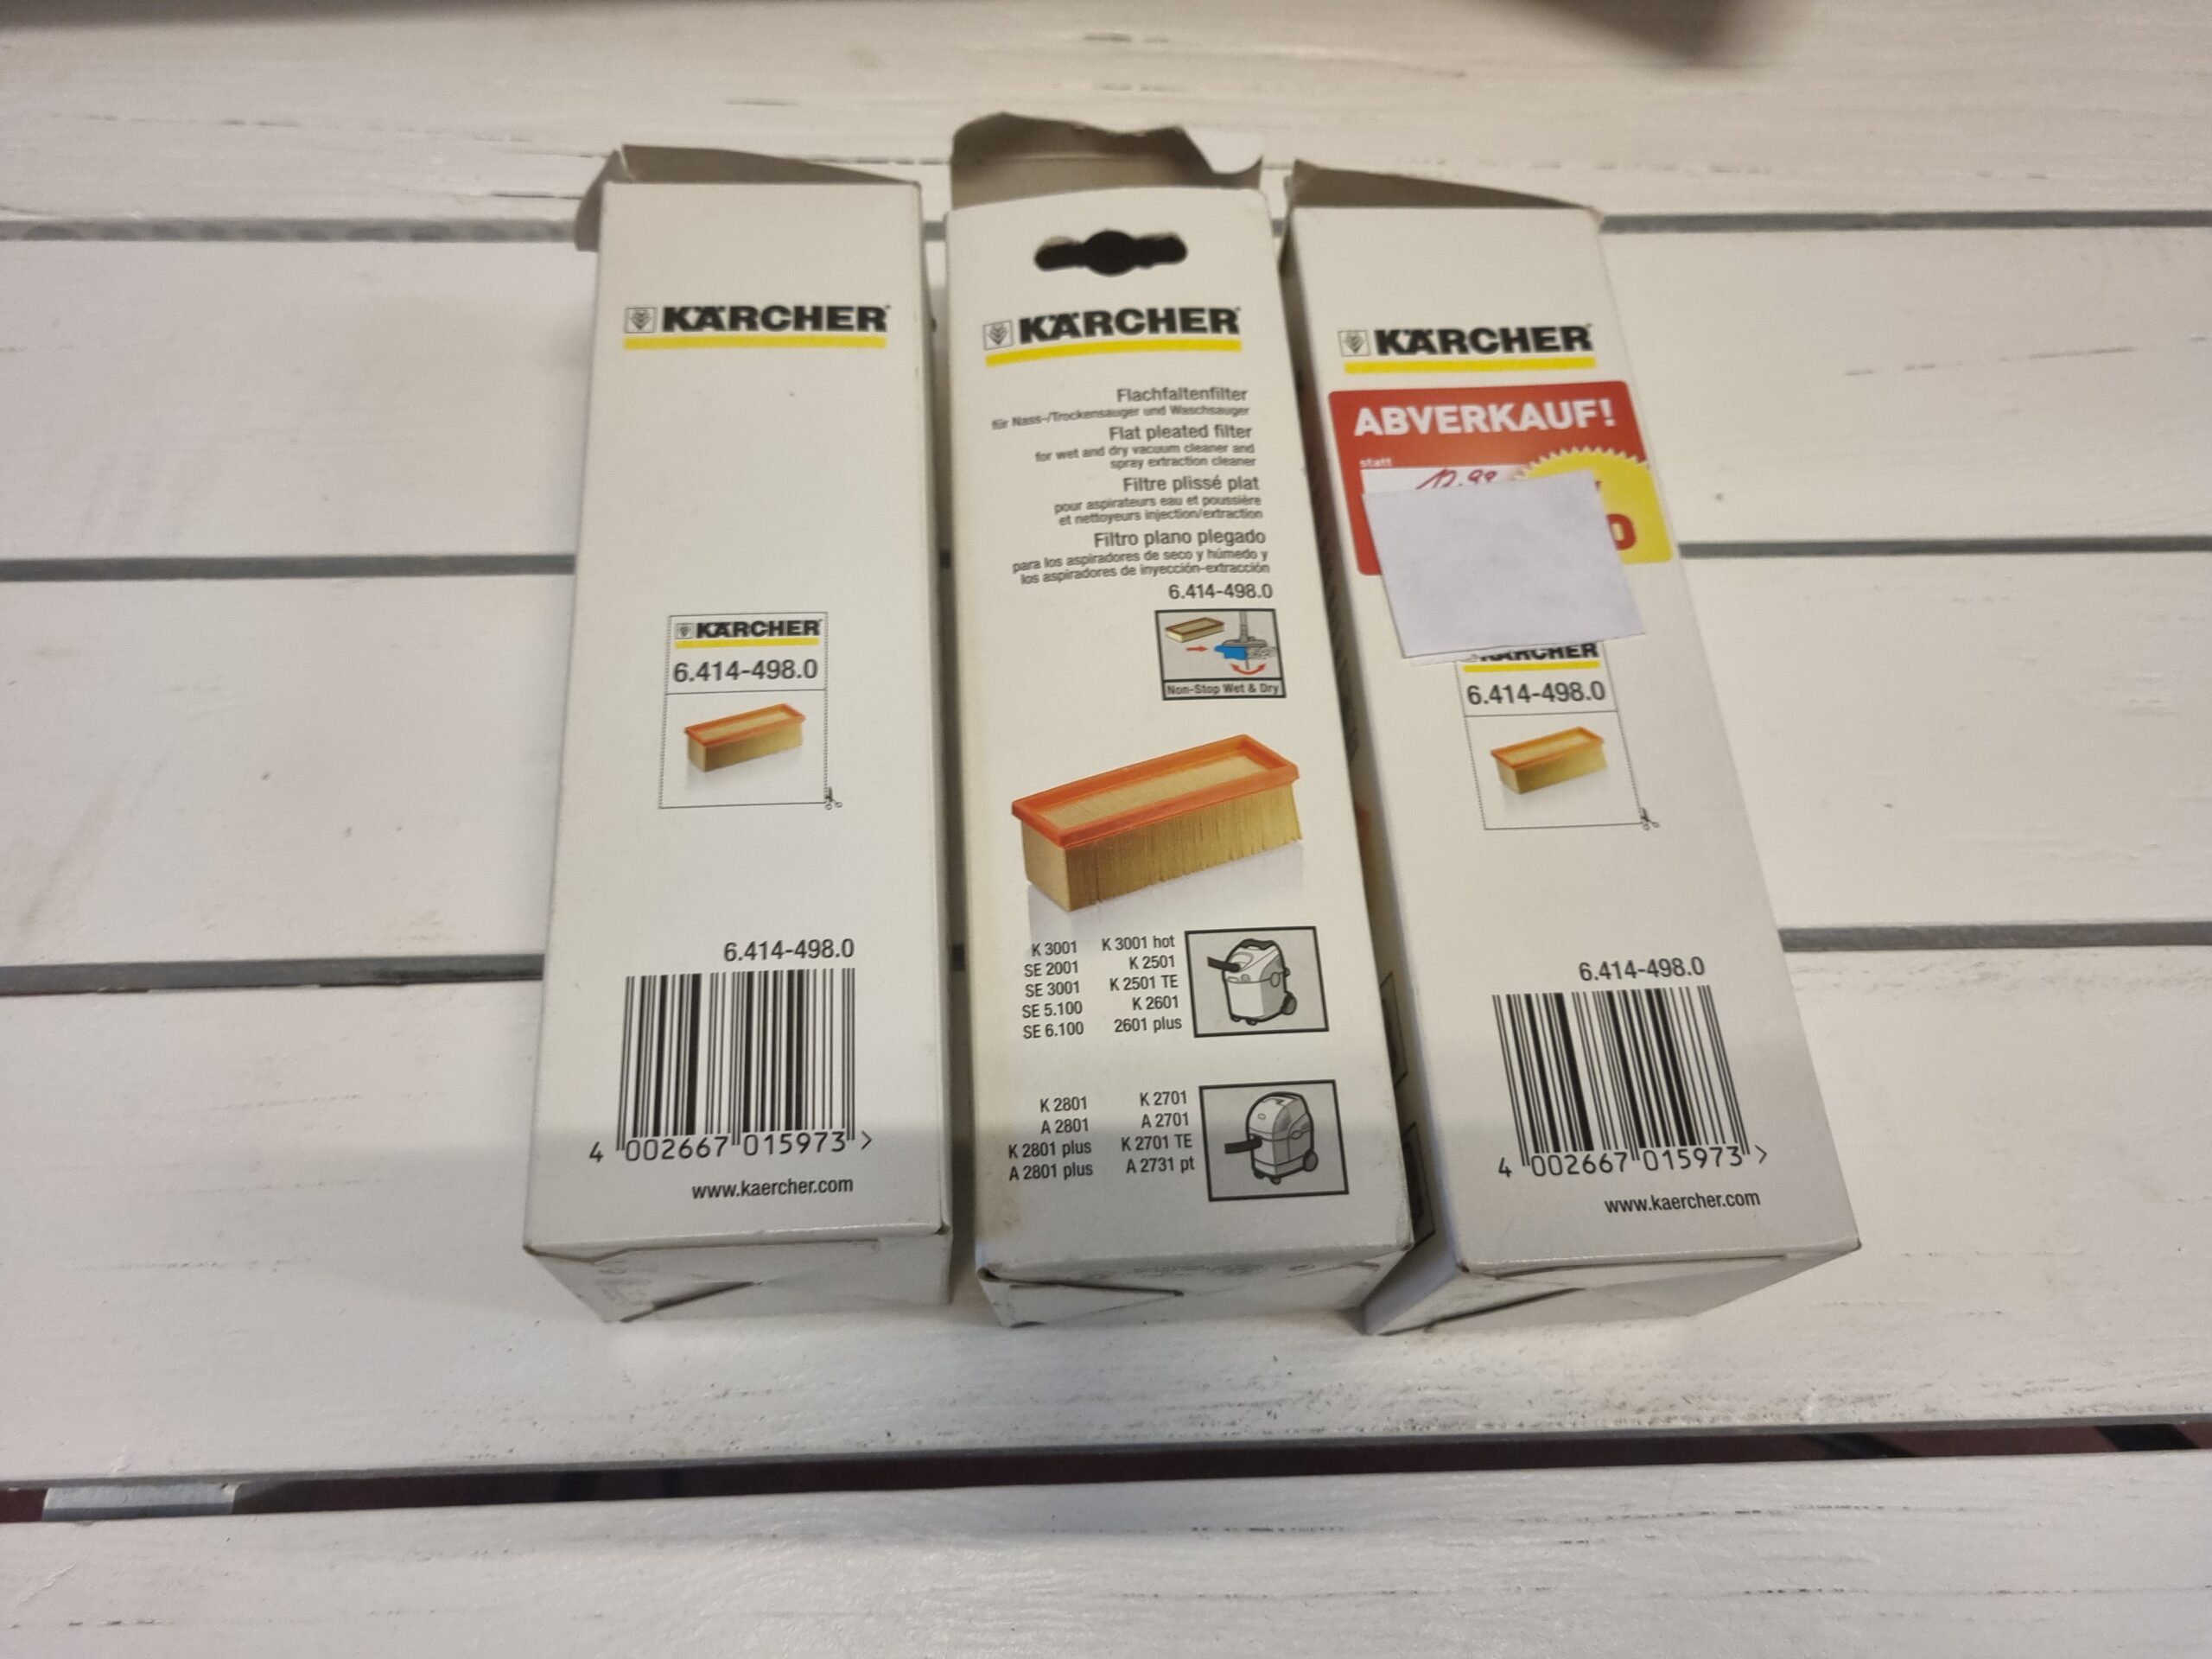 KÄRCHER
KÄRCHER
6.414-498.0
6.414-498.0
4 002667 015973 >
www.kaercher.com
KÄRCHER
Flachfaltenfilter
für Nass-/Trockensauger und Waschsauger
Flat pleated filter
for wet and dry vacuum cleaner and
spray extraction cleaner
Filtre plissé plat
pour aspirateurs eau et poussière
et nettoyeurs injection/extraction
Filtro plano plegado
para los aspiradores de seco y húmedo y
los aspiradores de inyección-extracción
6.414-498.0
Non-Stop Wet & Dry
K 3001 K 3001 hot
SE 2001 K 2501
SE 3001 K 2501 TE
SE 5.100 K 2601
SE 6.100 2601 plus
K 2801 K 2701
A 2801 A 2701
K 2801 plus K 2701 TE
A 2801 plus A 2731 pt
KÄRCHER
ABVERKAUF!
statt
KÄRCHER
6.414-498.0
6.414-498.0
4 002667 015973 >
www.kaercher.com